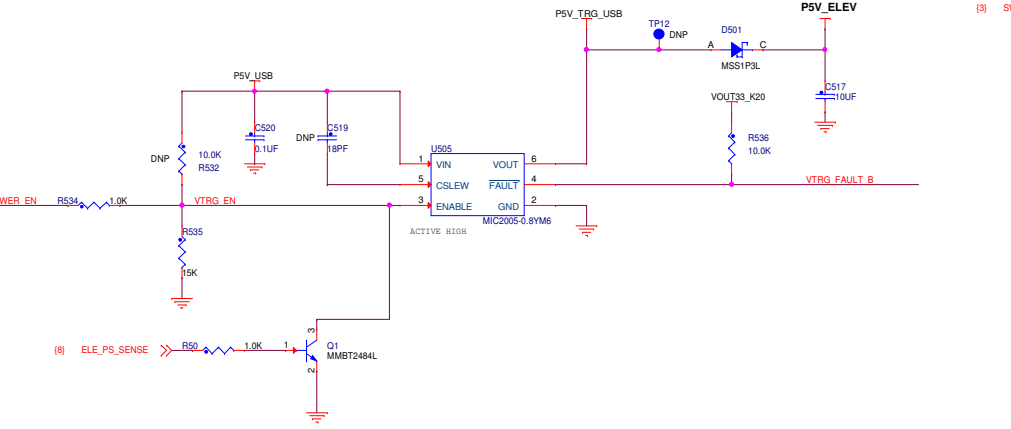 P5V_ELEV
{3} S
P5V_TRG_USB
TP12
DNP
D501
A C
MSS1P3L
C517
10UF
P5V_USB
VOUT33_K20
C520
0.1UF
DNP
C519
18PF
R536
10.0K
DNP
10.0K
R532
U505
1 VIN VOUT 6
5 CSLEW FAULT 4
3 ENABLE GND 2
MIC2005-0.8YM6
ACTIVE HIGH
VTRG_FAULT_B
WER_EN R534 1.0K VTRG_EN
R535
15K
{8} ELE_PS_SENSE R50 1.0K 1
3
Q1
MMBT2484L
2